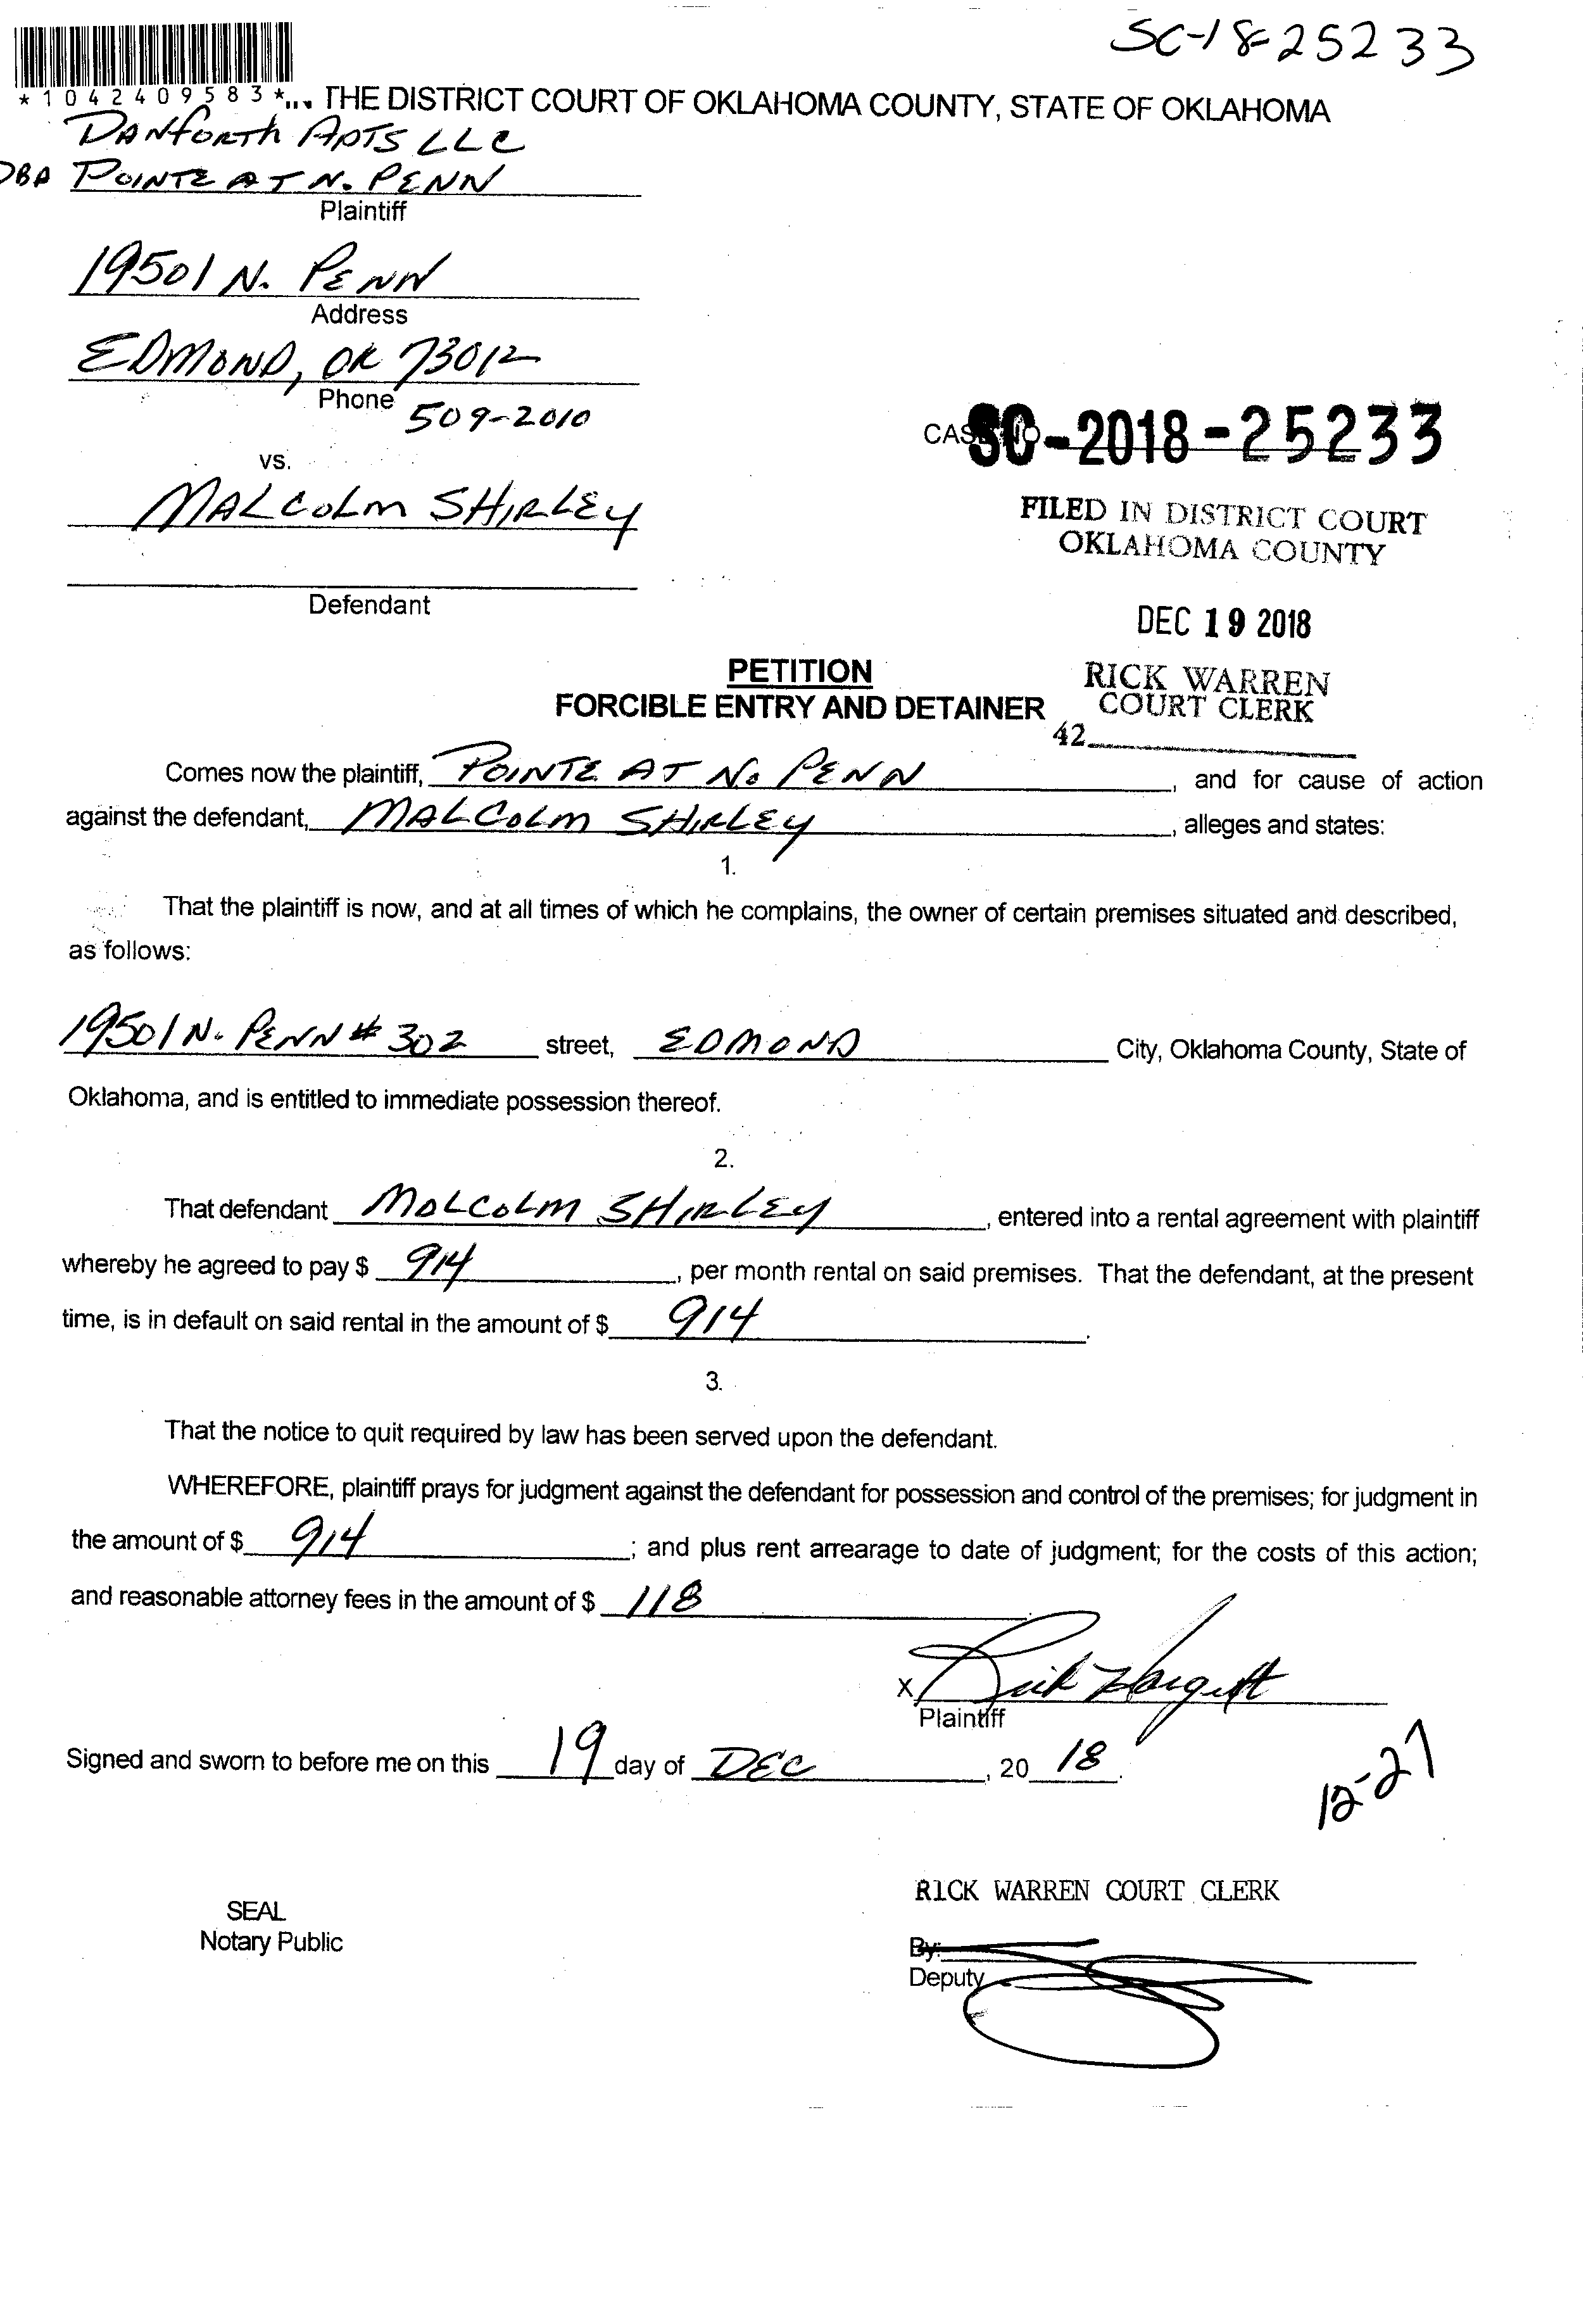 SC-18-25233
*1042409583*
THE DISTRICT COURT OF OKLAHOMA COUNTY, STATE OF OKLAHOMA
DANFORTH APTS LLC
DBA POINTE AT N. PENN
Plaintiff
19501 N. PENN
Address
EDMOND, OK 73012
Phone 509-2010
CASE NO SC-2018-25233
vs.
MALCOLM SHIRLEY
FILED IN DISTRICT COURT
OKLAHOMA COUNTY
Defendant
DEC 19 2018
PETITION
FORCIBLE ENTRY AND DETAINER
RICK WARREN
COURT CLERK
42
Comes now the plaintiff, POINTE AT N. PENN, and for cause of action
against the defendant, MALCOLM SHIRLEY, alleges and states:
1.
That the plaintiff is now, and at all times of which he complains, the owner of certain premises situated and described,
as follows:
19501 N. PENN # 302 street, EDMOND City, Oklahoma County, State of
Oklahoma, and is entitled to immediate possession thereof.
2.
That defendant MOLCOLM SHIRLEY, entered into a rental agreement with plaintiff
whereby he agreed to pay $ 914, per month rental on said premises. That the defendant, at the present
time, is in default on said rental in the amount of $ 914.
3.
That the notice to quit required by law has been served upon the defendant.
WHEREFORE, plaintiff prays for judgment against the defendant for possession and control of the premises; for judgment in
the amount of $ 914; and plus rent arrearage to date of judgment; for the costs of this action;
and reasonable attorney fees in the amount of $ 118.
x Rick Hargett
Plaintiff
Signed and sworn to before me on this 19 day of DEC, 20 18.
12-27
RICK WARREN COURT CLERK
SEAL
Notary Public
By:
Deputy